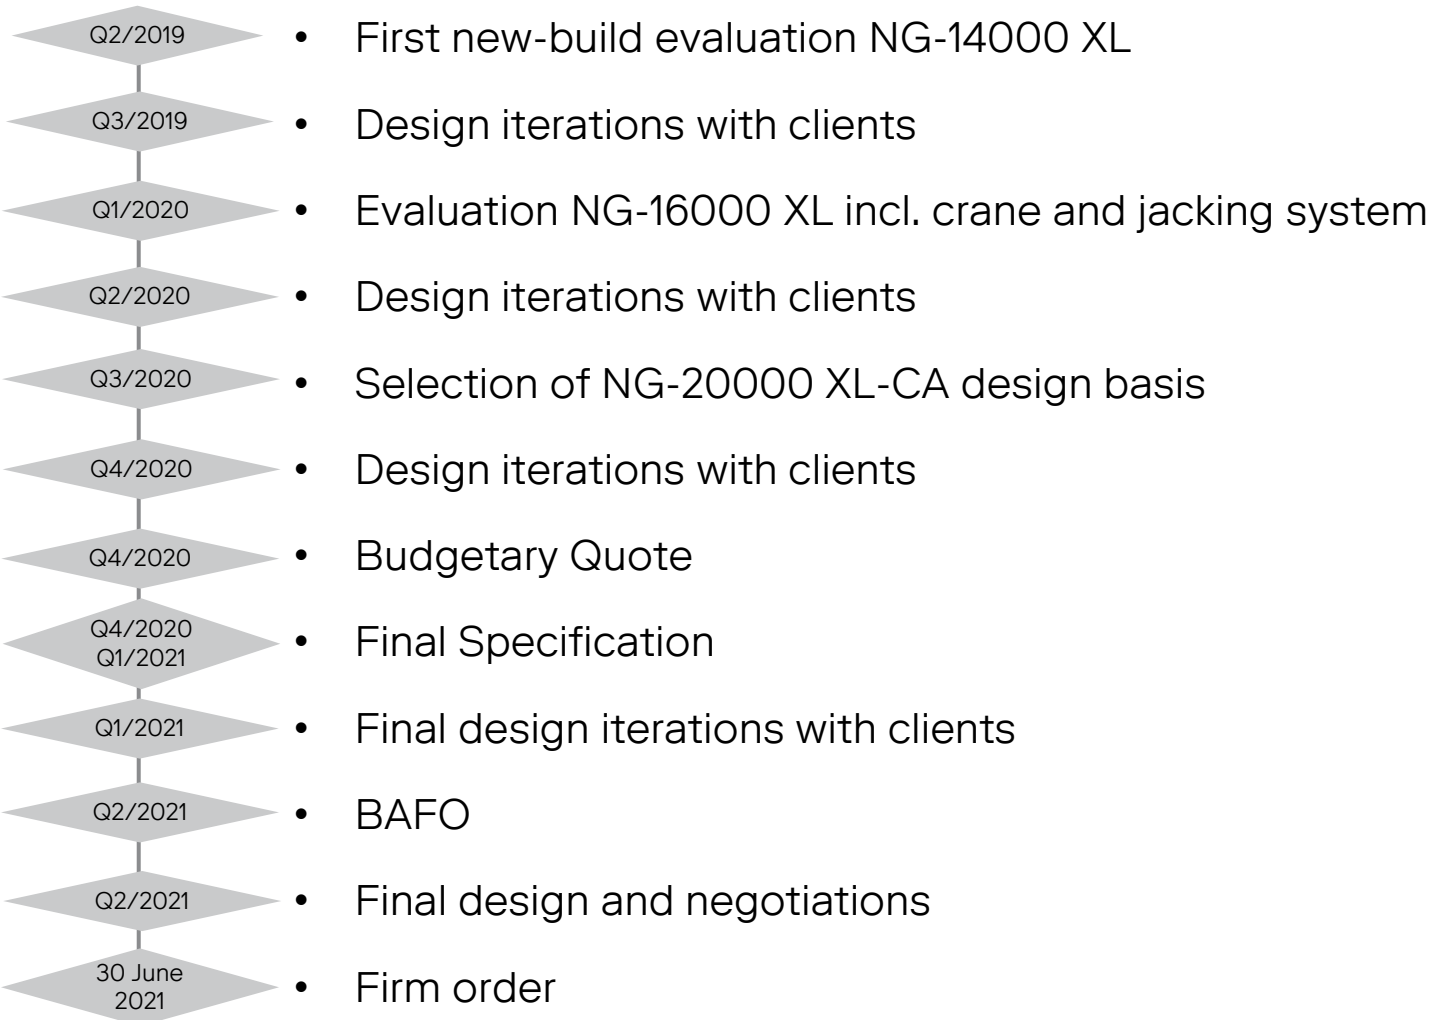 Q2/2019 • First new-build evaluation NG-14000 XL
Q3/2019 • Design iterations with clients
Q1/2020 • Evaluation NG-16000 XL incl. crane and jacking system
Q2/2020 • Design iterations with clients
Q3/2020 • Selection of NG-20000 XL-CA design basis
Q4/2020 • Design iterations with clients
Q4/2020 • Budgetary Quote
Q4/2020
Q1/2021 • Final Specification
Q1/2021 • Final design iterations with clients
Q2/2021 • BAFO
Q2/2021 • Final design and negotiations
30 June
2021 • Firm order